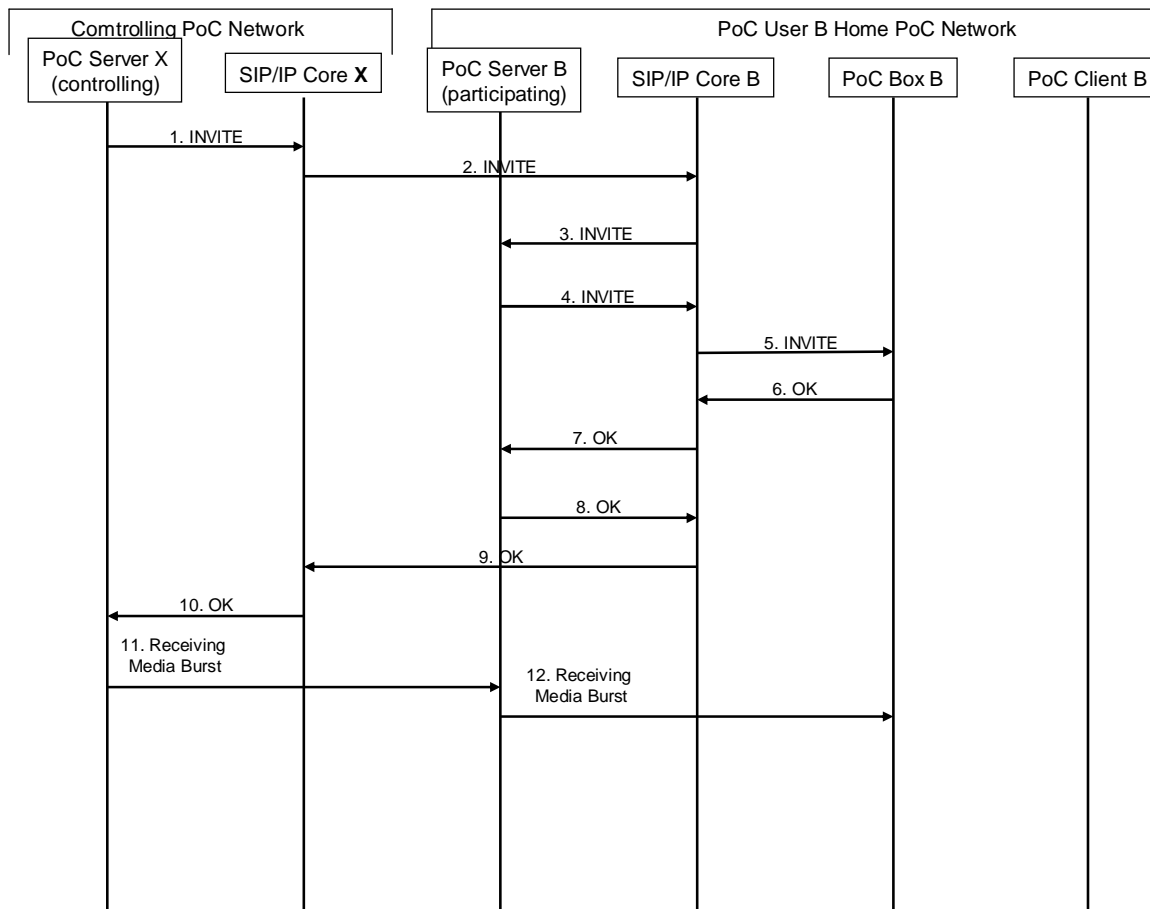 Comtrolling PoC Network
PoC User B Home PoC Network
PoC Server X
(controlling)
SIP/IP Core X
PoC Server B
(participating)
SIP/IP Core B
PoC Box B
PoC Client B
1. INVITE
2. INVITE
3. INVITE
4. INVITE
5. INVITE
6. OK
7. OK
8. OK
9. OK
10. OK
11. Receiving
Media Burst
12. Receiving
Media Burst